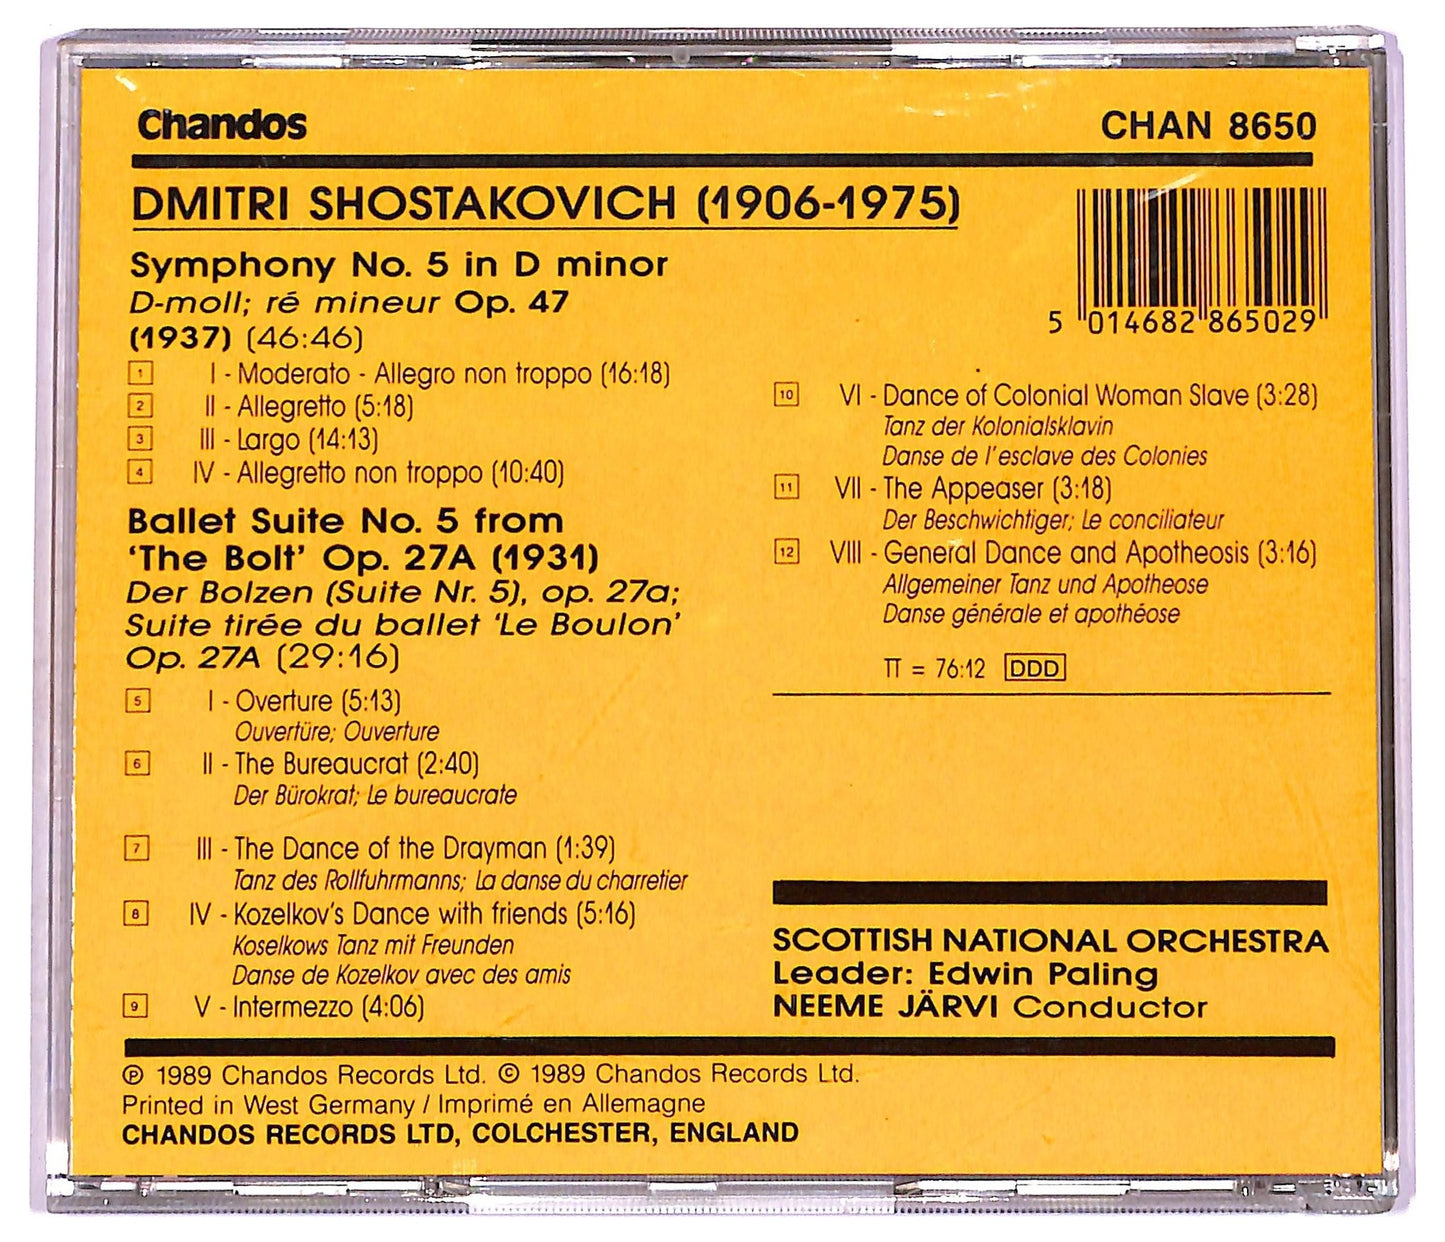 Chandos
CHAN 8650
DMITRI SHOSTAKOVICH (1906-1975)
Symphony No. 5 in D minor
D-moll; ré mineur Op. 47
(1937) (46:46)
1 I - Moderato - Allegro non troppo (16:18)
2 II - Allegretto (5:18)
3 III - Largo (14:13)
4 IV - Allegretto non troppo (10:40)
Ballet Suite No. 5 from
'The Bolt' Op. 27A (1931)
Der Bolzen (Suite Nr. 5), op. 27a;
Suite tirée du ballet 'Le Boulon'
Op. 27A (29:16)
5 I - Overture (5:13)
Ouvertüre; Ouverture
6 II - The Bureaucrat (2:40)
Der Bürokrat; Le bureaucrate
7 III - The Dance of the Drayman (1:39)
Tanz des Rollfuhrmanns; La danse du charretier
8 IV - Kozelkov's Dance with friends (5:16)
Koselkows Tanz mit Freunden
Danse de Kozelkov avec des amis
9 V - Intermezzo (4:06)
5 014682 865029
10 VI - Dance of Colonial Woman Slave (3:28)
Tanz der Kolonialsklavin
Danse de l'esclave des Colonies
11 VII - The Appeaser (3:18)
Der Beschwichtiger; Le conciliateur
12 VIII - General Dance and Apotheosis (3:16)
Allgemeiner Tanz und Apotheose
Danse générale et apothéose
TT = 76:12 DDD
SCOTTISH NATIONAL ORCHESTRA
Leader: Edwin Paling
NEEME JÄRVI Conductor
℗ 1989 Chandos Records Ltd. © 1989 Chandos Records Ltd.
Printed in West Germany / Imprimé en Allemagne
CHANDOS RECORDS LTD, COLCHESTER, ENGLAND